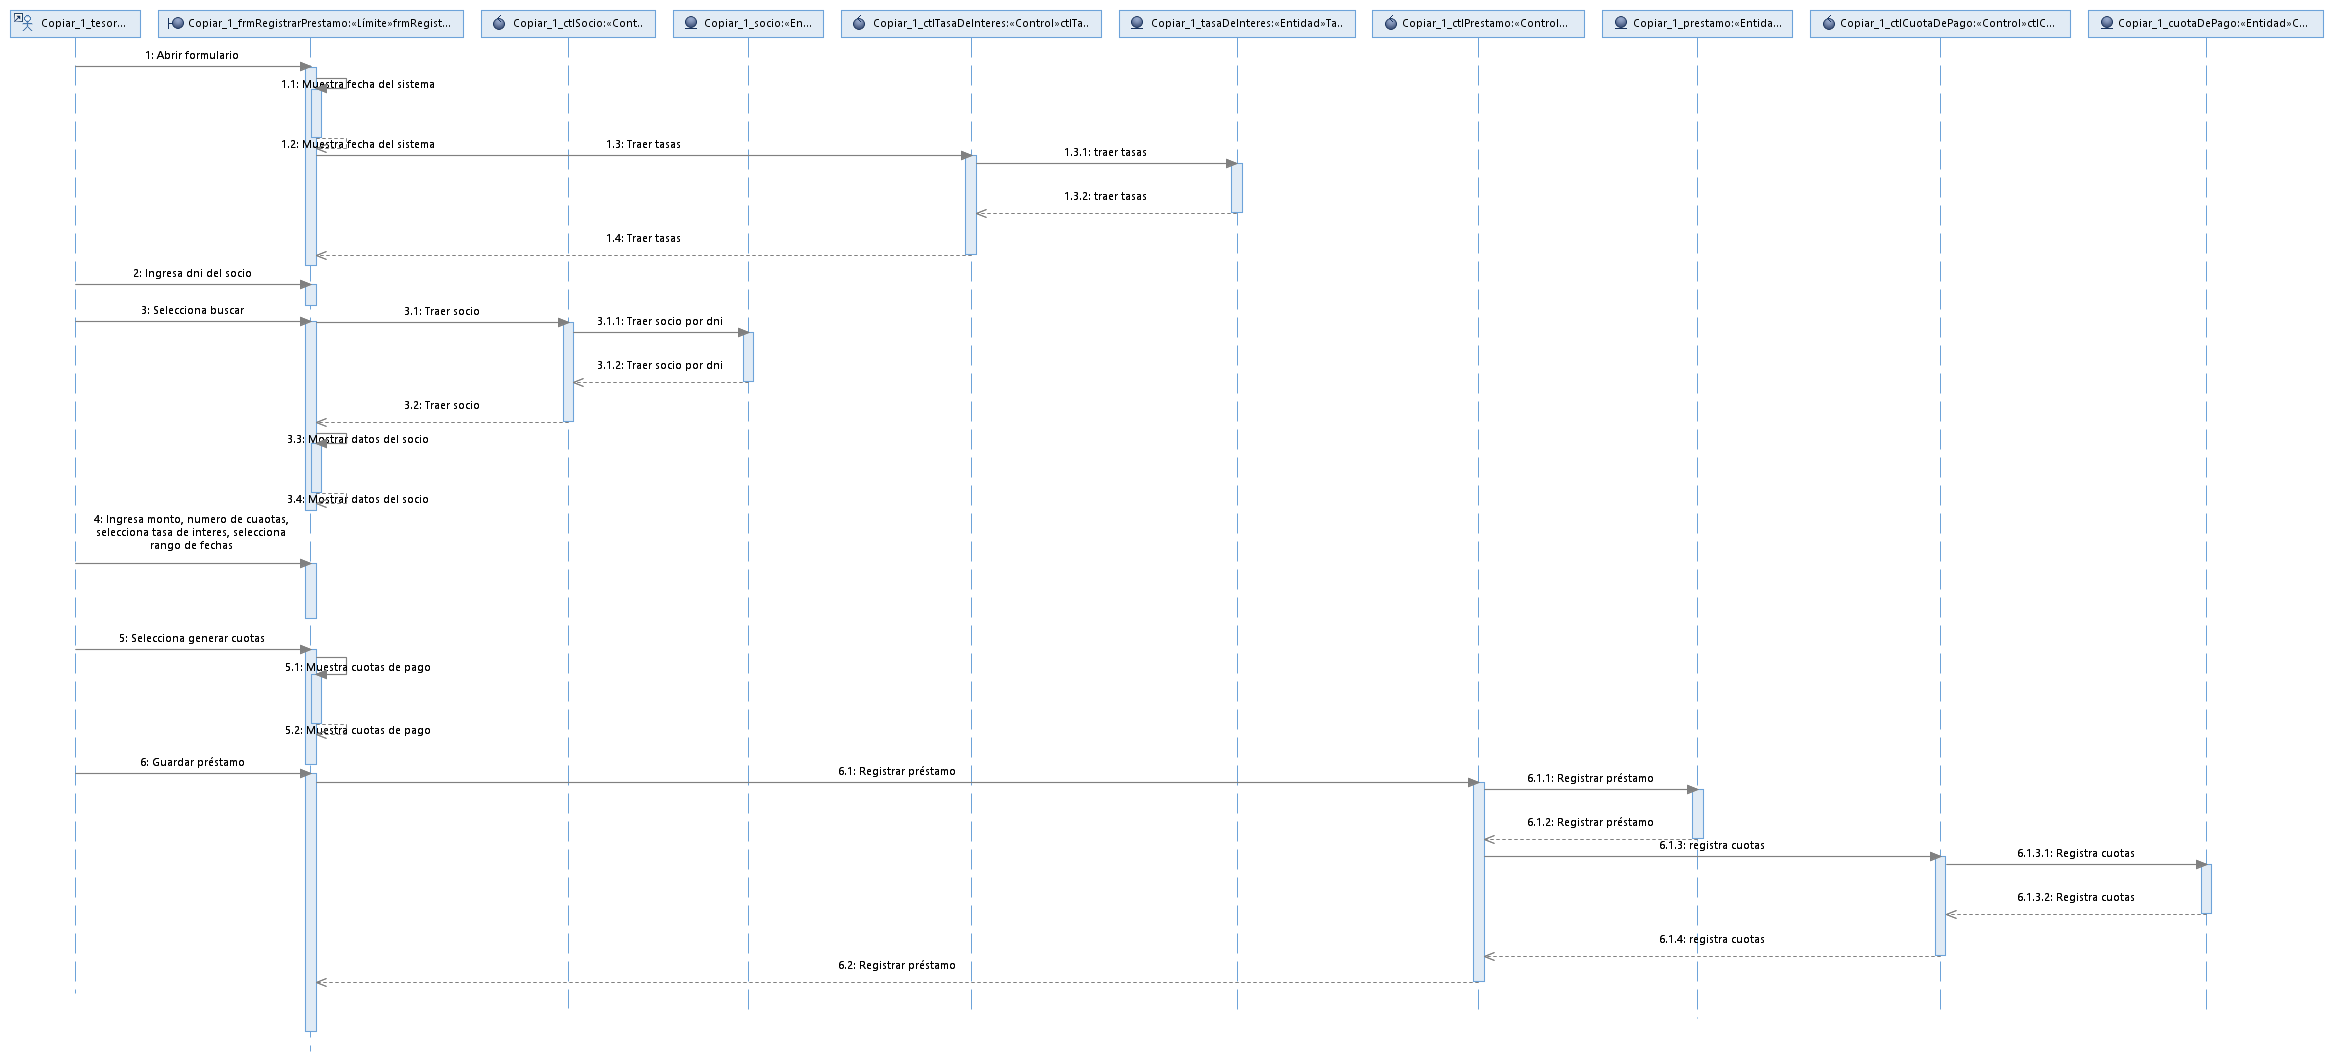 Copiar_1_tesor...
Copiar_1_frmRegistrarPrestamo:«Límite»frmRegist...
Copiar_1_ctlSocio:«Cont..
Copiar_1_socio:«En...
Copiar_1_ctlTasaDeInteres:«Control»ctlTa..
Copiar_1_tasaDeInteres:«Entidad»Ta..
Copiar_1_ctlPrestamo:«Control...
Copiar_1_prestamo:«Entida...
Copiar_1_ctlCuotaDePago:«Control»ctlC...
Copiar_1_cuotaDePago:«Entidad»C...
1: Abrir formulario
1.1: Muestra fecha del sistema
1.2: Muestra fecha del sistema
1.3: Traer tasas
1.3.1: traer tasas
1.3.2: traer tasas
1.4: Traer tasas
2: Ingresa dni del socio
3: Selecciona buscar
3.1: Traer socio
3.1.1: Traer socio por dni
3.1.2: Traer socio por dni
3.2: Traer socio
3.3: Mostrar datos del socio
3.4: Mostrar datos del socio
4: Ingresa monto, numero de cuaotas,
selecciona tasa de interes, selecciona
rango de fechas
5: Selecciona generar cuotas
5.1: Muestra cuotas de pago
5.2: Muestra cuotas de pago
6: Guardar préstamo
6.1: Registrar préstamo
6.1.1: Registrar préstamo
6.1.2: Registrar préstamo
6.1.3: registra cuotas
6.1.3.1: Registra cuotas
6.1.3.2: Registra cuotas
6.1.4: registra cuotas
6.2: Registrar préstamo